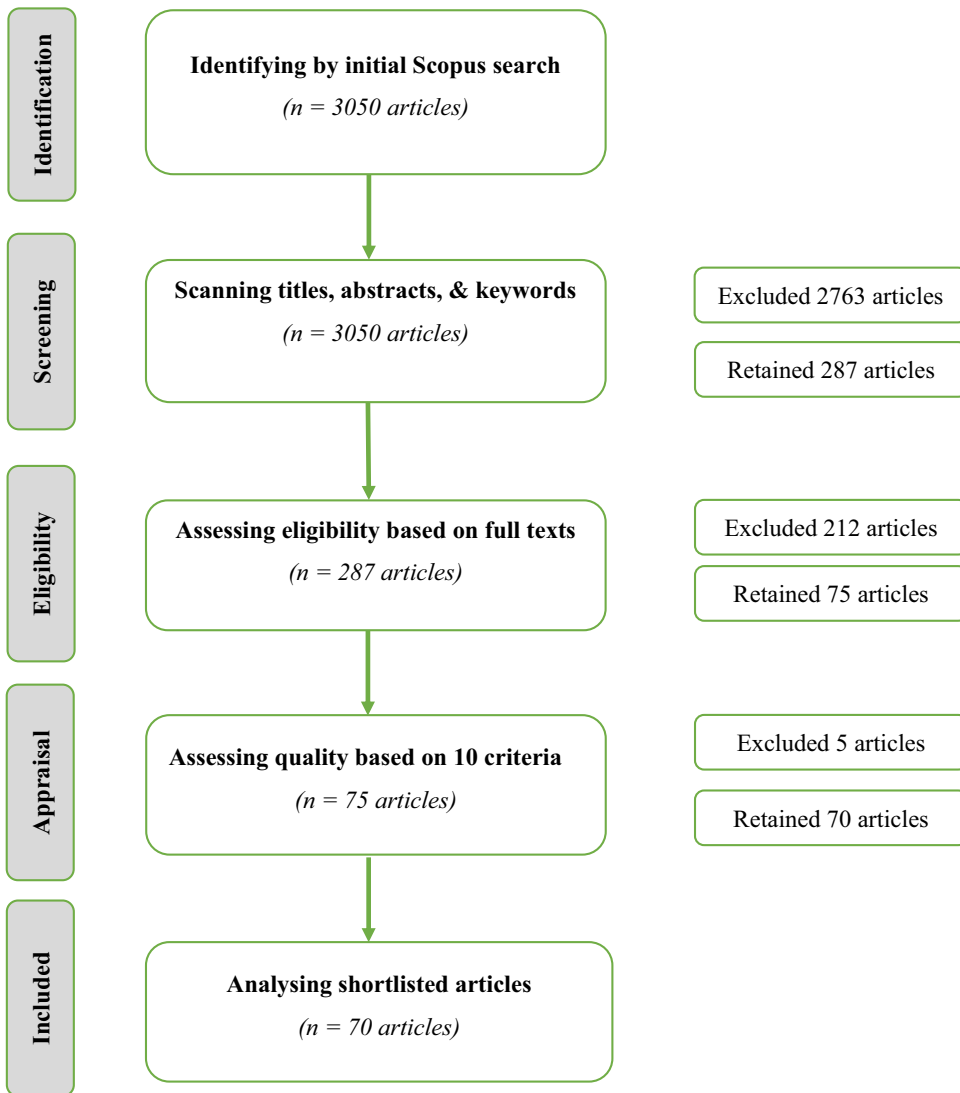 Identification
Identifying by initial Scopus search
(n = 3050 articles)
Screening
Scanning titles, abstracts, & keywords
(n = 3050 articles)
Excluded 2763 articles
Retained 287 articles
Eligibility
Assessing eligibility based on full texts
(n = 287 articles)
Excluded 212 articles
Retained 75 articles
Appraisal
Assessing quality based on 10 criteria
(n = 75 articles)
Excluded 5 articles
Retained 70 articles
Included
Analysing shortlisted articles
(n = 70 articles)